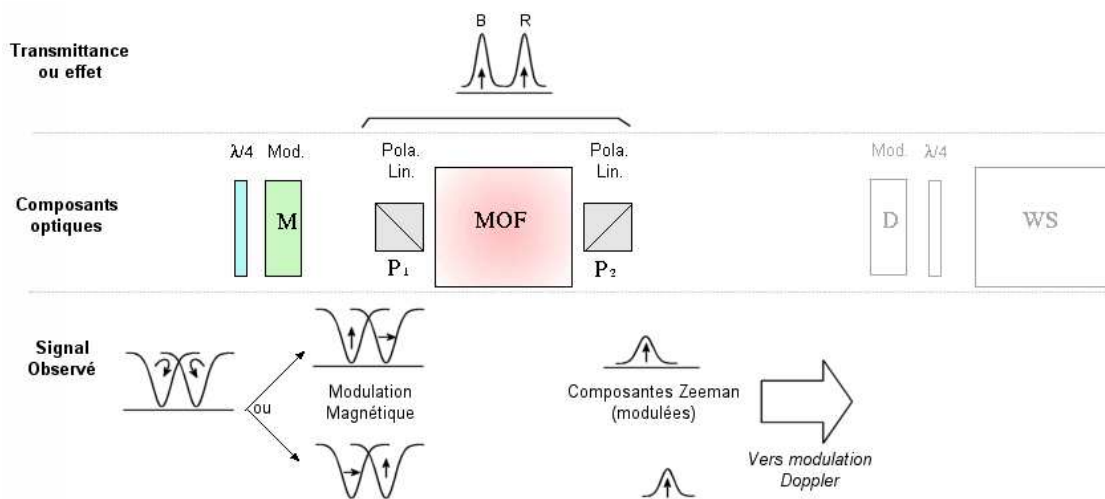 B R
Transmittance
ou effet
λ/4 Mod. Pola. Pola. Mod. λ/4
Lin. Lin.
Composants
optiques
M MOF D WS
P1 P2
Signal
Observé
ou
Modulation
Magnétique
Composantes Zeeman
(modulées)
Vers modulation
Doppler